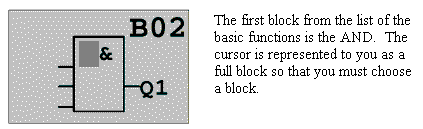 B02
&
Q1
The first block from the list of the
basic functions is the AND. The
cursor is represented to you as a
full block so that you must choose
a block.